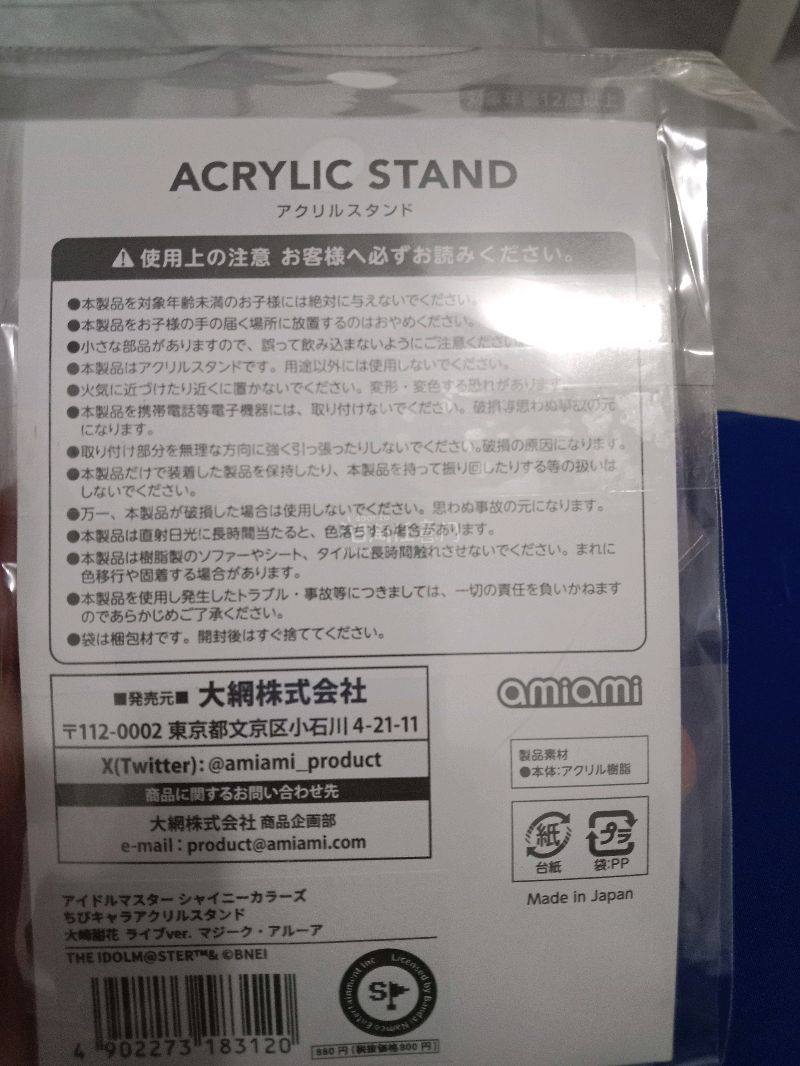 対象年齢12歳以上
ACRYLIC STAND
アクリルスタンド
使用上の注意 お客様へ必ずお読みください。
●本製品を対象年齢未満のお子様には絶対に与えないでください。
●本製品をお子様の手の届く場所に放置するのはおやめください。
●小さな部品がありますので、誤って飲み込まないようにご注意ください。
●本製品はアクリルスタンドです。用途以外には使用しないでください。
●火気に近づけたり近くに置かないでください。変形・変色する恐れがあります。
●本製品を携帯電話等電子機器には、取り付けないでください。破損等思わぬ事故の元
になります。
●取り付け部分を無理な方向に強く引っ張ったりしないでください。破損の原因になります。
●本製品だけで装着した製品を保持したり、本製品を持って振り回したりする等の扱いは
しないでください。
●万一、本製品が破損した場合は使用しないでください。思わぬ事故の元になります。
●本製品は直射日光に長時間当たると、色落ちする場合があります。
●本製品は樹脂製のソファーやシート、タイルに長時間触れさせないでください。まれに
色移行や固着する場合があります。
●本製品を使用し発生したトラブル・事故等につきましては、一切の責任を負いかねます
のであらかじめご了承ください。
●袋は梱包材です。開封後はすぐ捨ててください。
■発売元■ 大網株式会社
〒112-0002 東京都文京区小石川 4-21-11
X(Twitter):@amiami_product
商品に関するお問い合わせ先
大網株式会社 商品企画部
e-mail:product@amiami.com
amiami
製品素材
●本体:アクリル樹脂
紙 プラ
台紙 袋:PP
Made in Japan
アイドルマスター シャイニーカラーズ
ちびキャラアクリルスタンド
大崎甜花 ライブver. マジーク・アルーア
THE IDOLM@STER™& ©BNEI
Licensed by Bandai Namco Entertainment Inc
4 902273 183120
880 円 (税抜価格800 円)